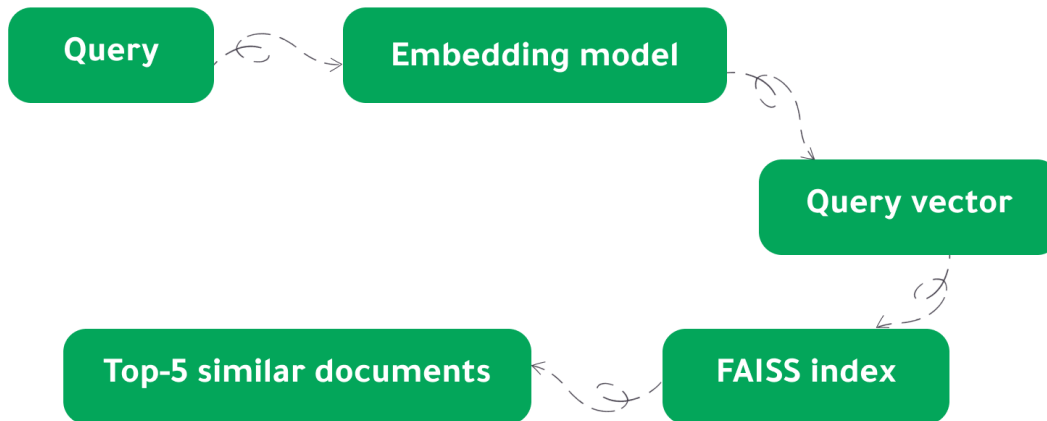 Query
Embedding model
Query vector
FAISS index
Top-5 similar documents